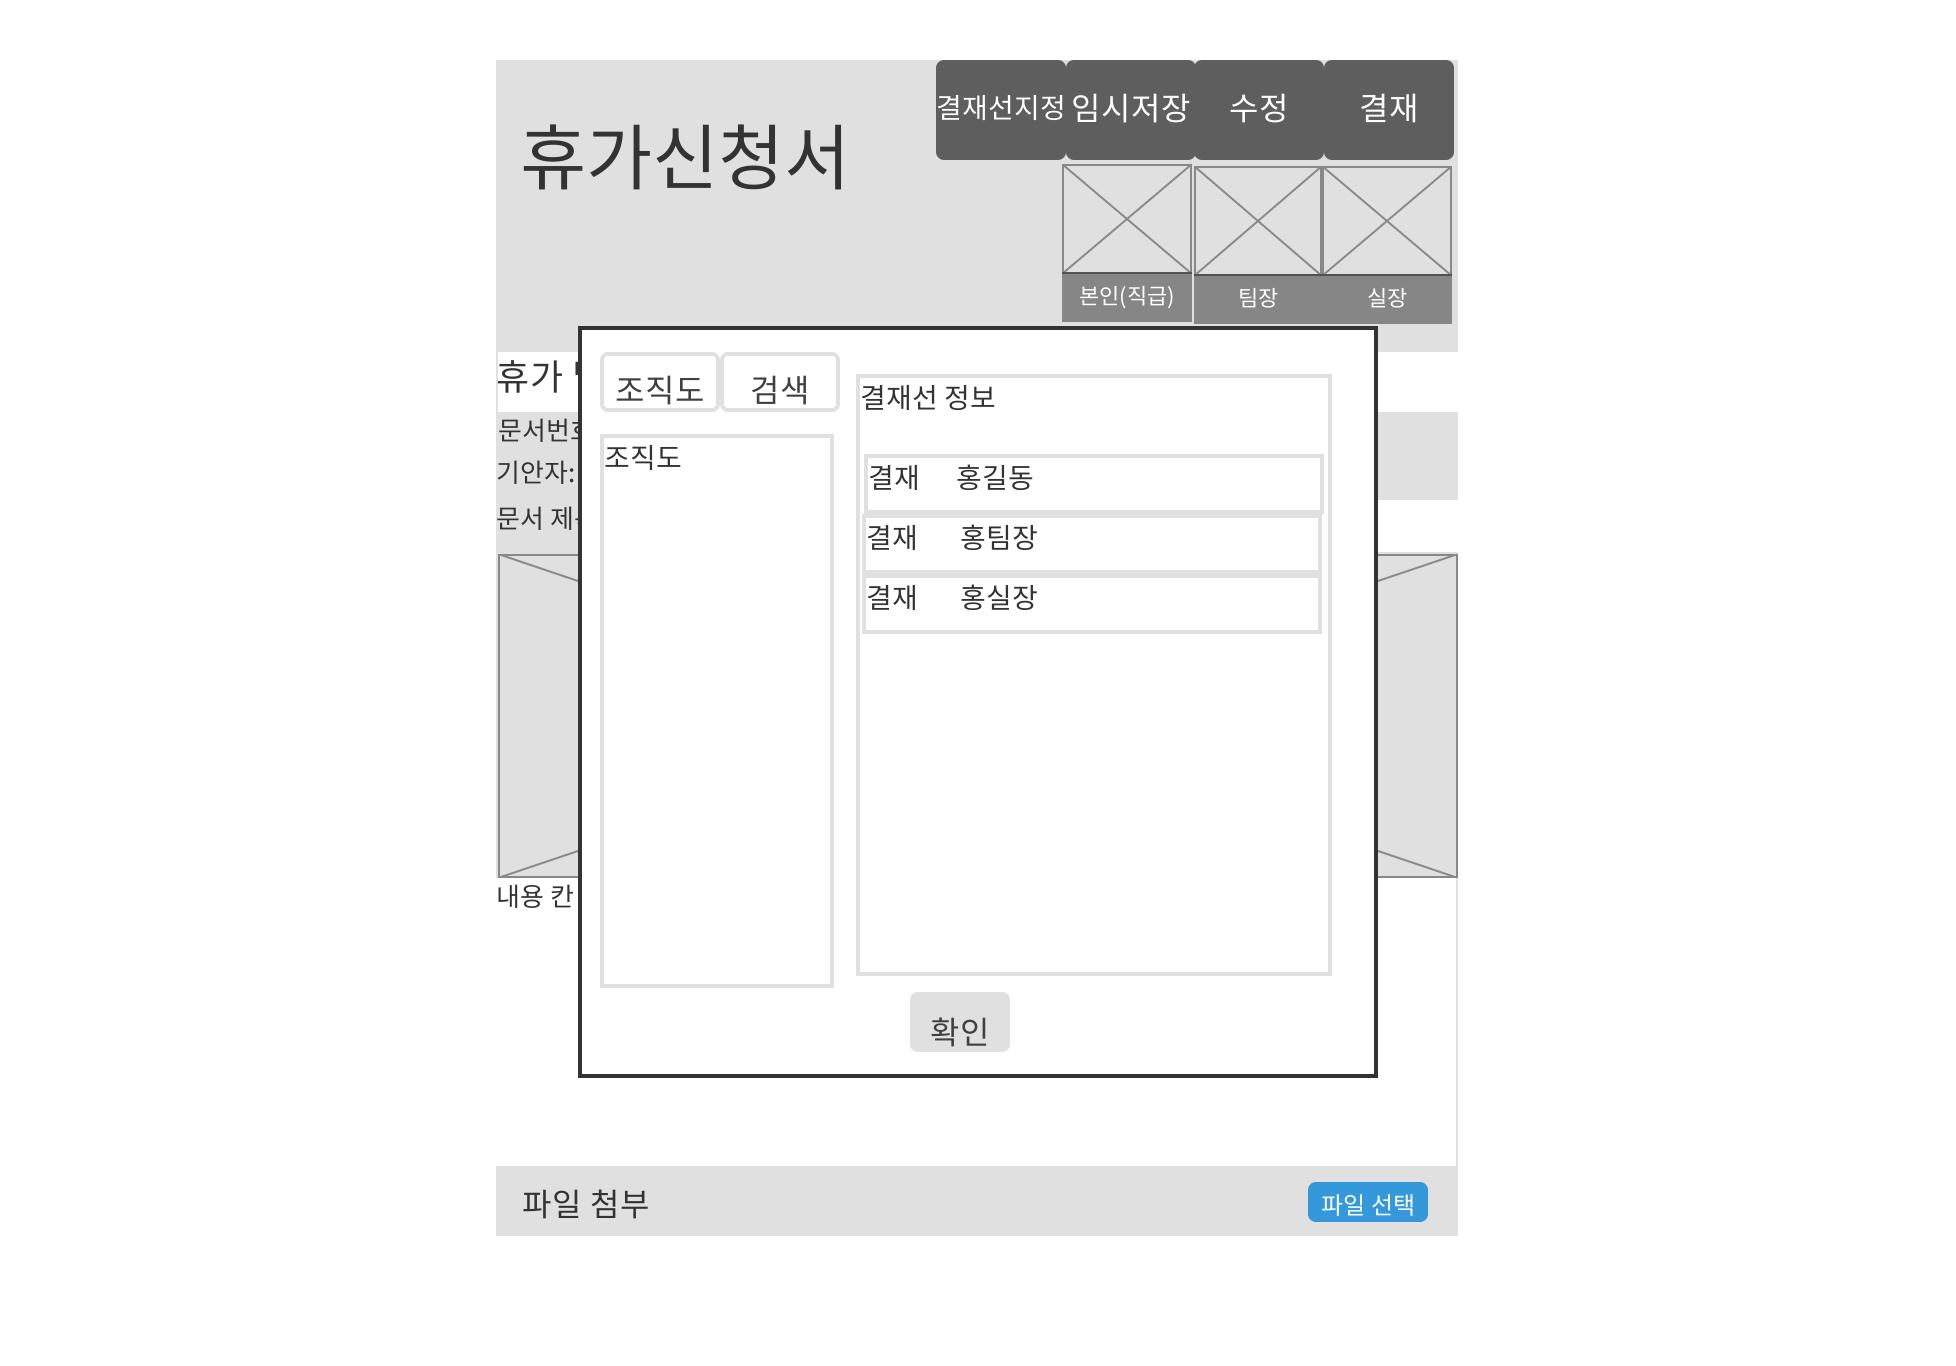 결재선지정 임시저장 수정 결재
휴가신청서
본인(직급) 팀장 실장
휴가
조직도 검색
결재선 정보
문서번호
조직도
기안자:
결재 홍길동
문서
결재 홍팀장
결재 홍실장
내용 칸
확인
파일 첨부
파일 선택